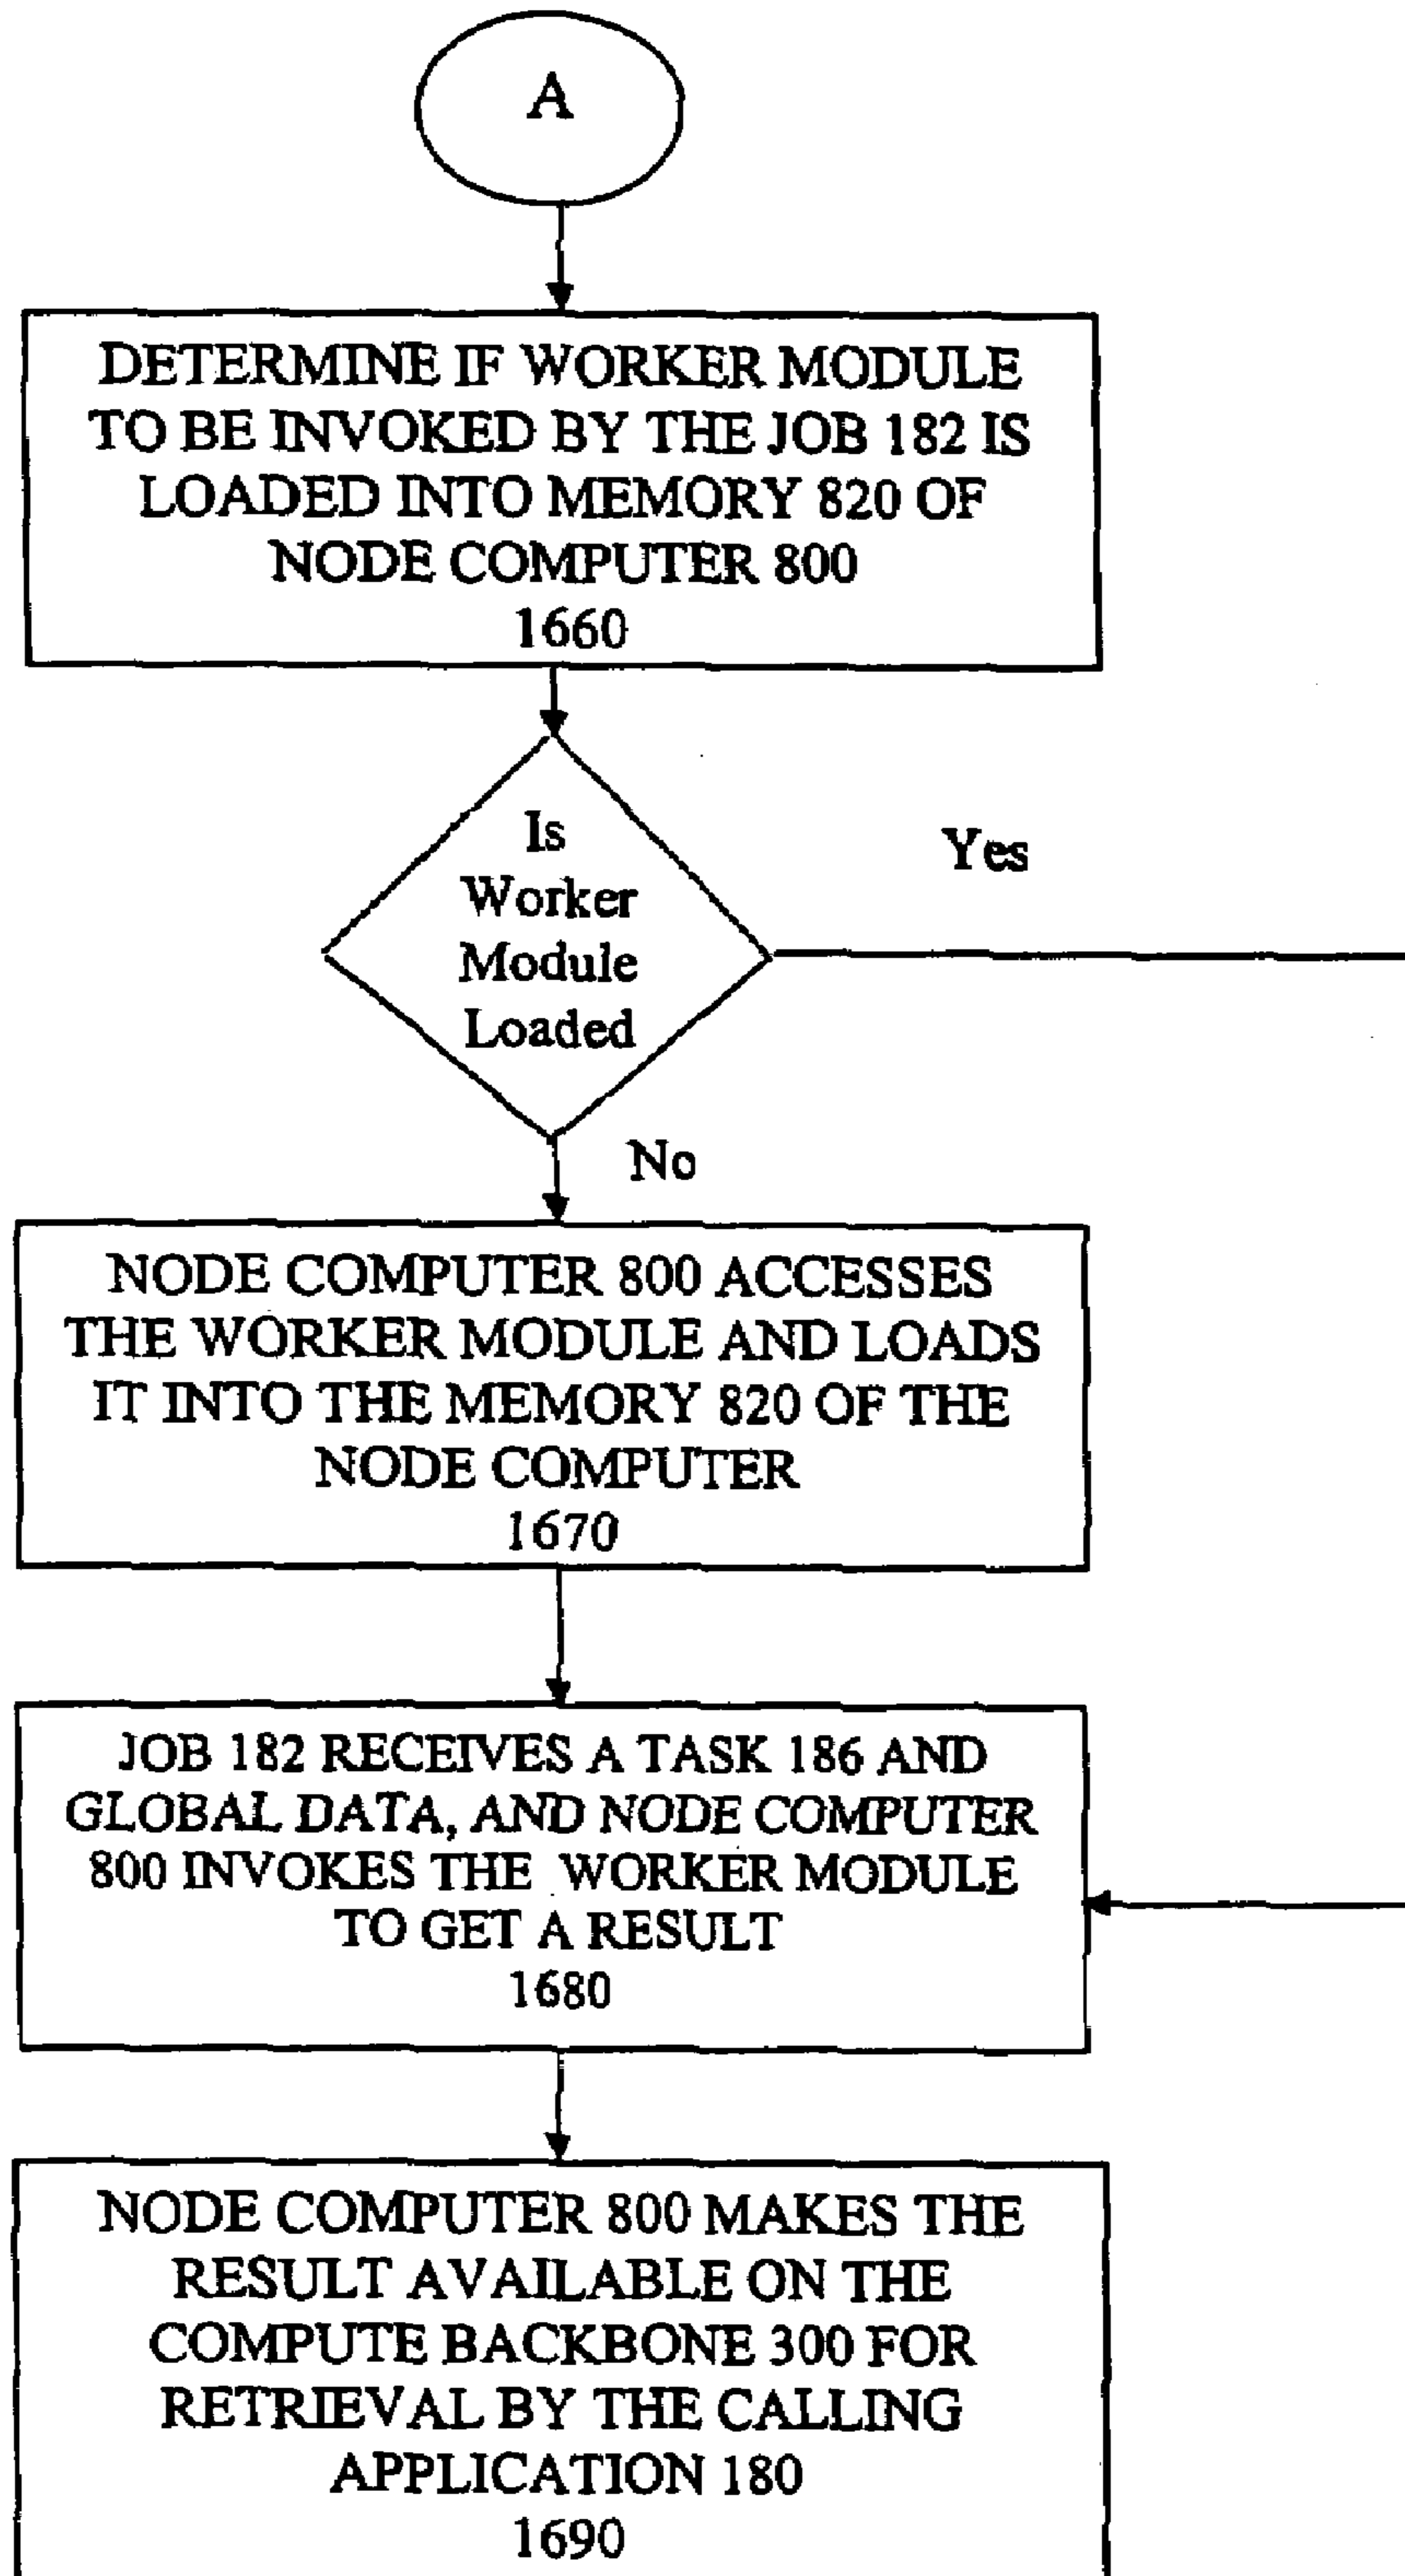 A
DETERMINE IF WORKER MODULE
TO BE INVOKED BY THE JOB 182 IS
LOADED INTO MEMORY 820 OF
NODE COMPUTER 800
1660
Is
Worker
Module
Loaded
Yes
No
NODE COMPUTER 800 ACCESSES
THE WORKER MODULE AND LOADS
IT INTO THE MEMORY 820 OF THE
NODE COMPUTER
1670
JOB 182 RECEIVES A TASK 186 AND
GLOBAL DATA, AND NODE COMPUTER
800 INVOKES THE WORKER MODULE
TO GET A RESULT
1680
NODE COMPUTER 800 MAKES THE
RESULT AVAILABLE ON THE
COMPUTE BACKBONE 300 FOR
RETRIEVAL BY THE CALLING
APPLICATION 180
1690